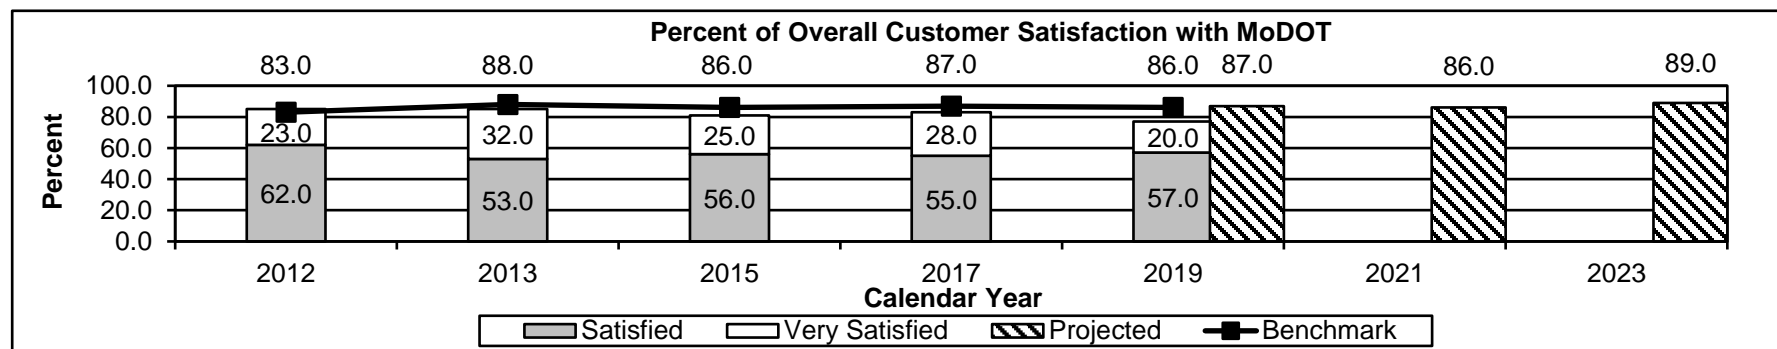 Percent of Overall Customer Satisfaction with MoDOT
83.0 88.0 86.0 87.0 86.0 87.0 86.0 89.0
100.0
80.0
60.0
40.0
20.0
0.0
Percent
23.0 32.0 25.0 28.0 20.0
62.0 53.0 56.0 55.0 57.0
2012 2013 2015 2017 2019 2021 2023
Calendar Year
Satisfied Very Satisfied Projected Benchmark